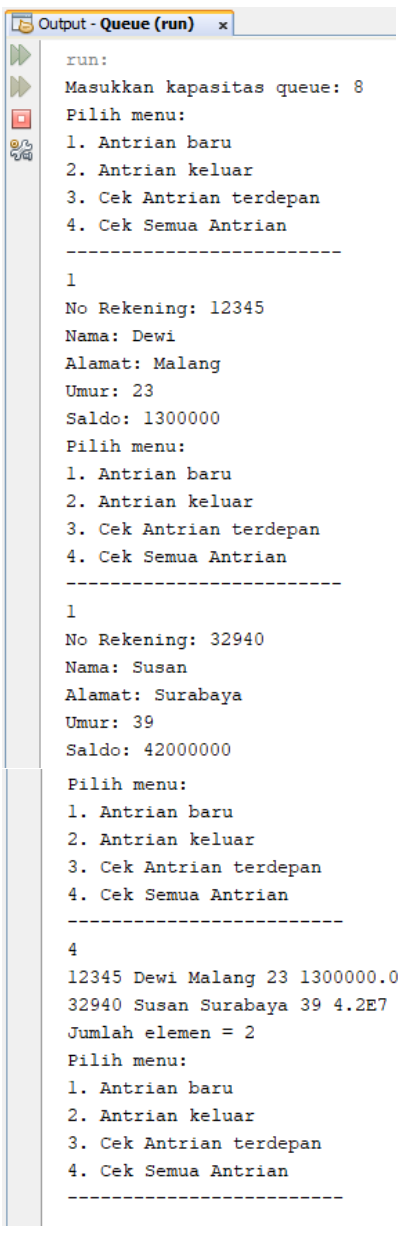 Output - Queue (run) x
run:
Masukkan kapasitas queue: 8
Pilih menu:
1. Antrian baru
2. Antrian keluar
3. Cek Antrian terdepan
4. Cek Semua Antrian
-------------------------
1
No Rekening: 12345
Nama: Dewi
Alamat: Malang
Umur: 23
Saldo: 1300000
Pilih menu:
1. Antrian baru
2. Antrian keluar
3. Cek Antrian terdepan
4. Cek Semua Antrian
-------------------------
1
No Rekening: 32940
Nama: Susan
Alamat: Surabaya
Umur: 39
Saldo: 42000000
Pilih menu:
1. Antrian baru
2. Antrian keluar
3. Cek Antrian terdepan
4. Cek Semua Antrian
-------------------------
4
12345 Dewi Malang 23 1300000.0
32940 Susan Surabaya 39 4.2E7
Jumlah elemen = 2
Pilih menu:
1. Antrian baru
2. Antrian keluar
3. Cek Antrian terdepan
4. Cek Semua Antrian
-------------------------